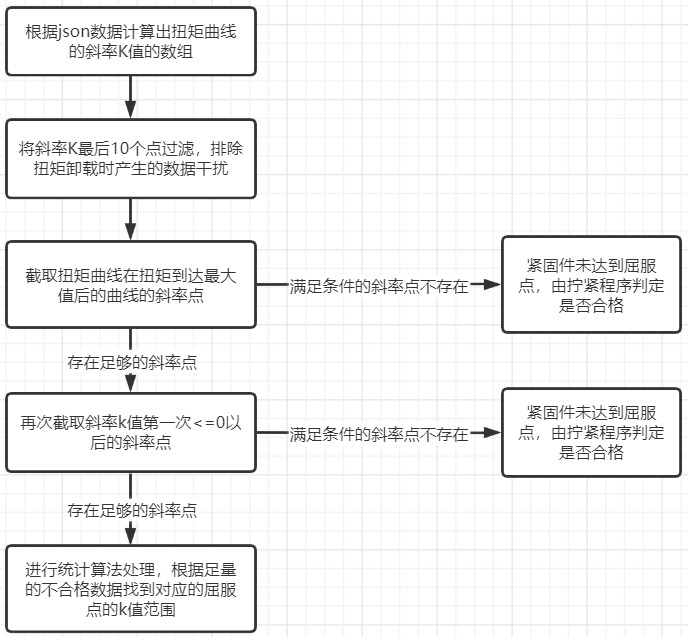 根据json数据计算出扭矩曲线
的斜率K值的数组
将斜率K最后10个点过滤，排除
扭矩卸载时产生的数据干扰
截取扭矩曲线在扭矩到达最大
值后的曲线的斜率点
满足条件的斜率点不存在
紧固件未达到屈服
点，由拧紧程序判定
是否合格
存在足够的斜率点
再次截取斜率k值第一次<=0以
后的斜率点
满足条件的斜率点不存在
紧固件未达到屈服
点，由拧紧程序判定
是否合格
存在足够的斜率点
进行统计算法处理，根据足量
的不合格数据找到对应的屈服
点的k值范围